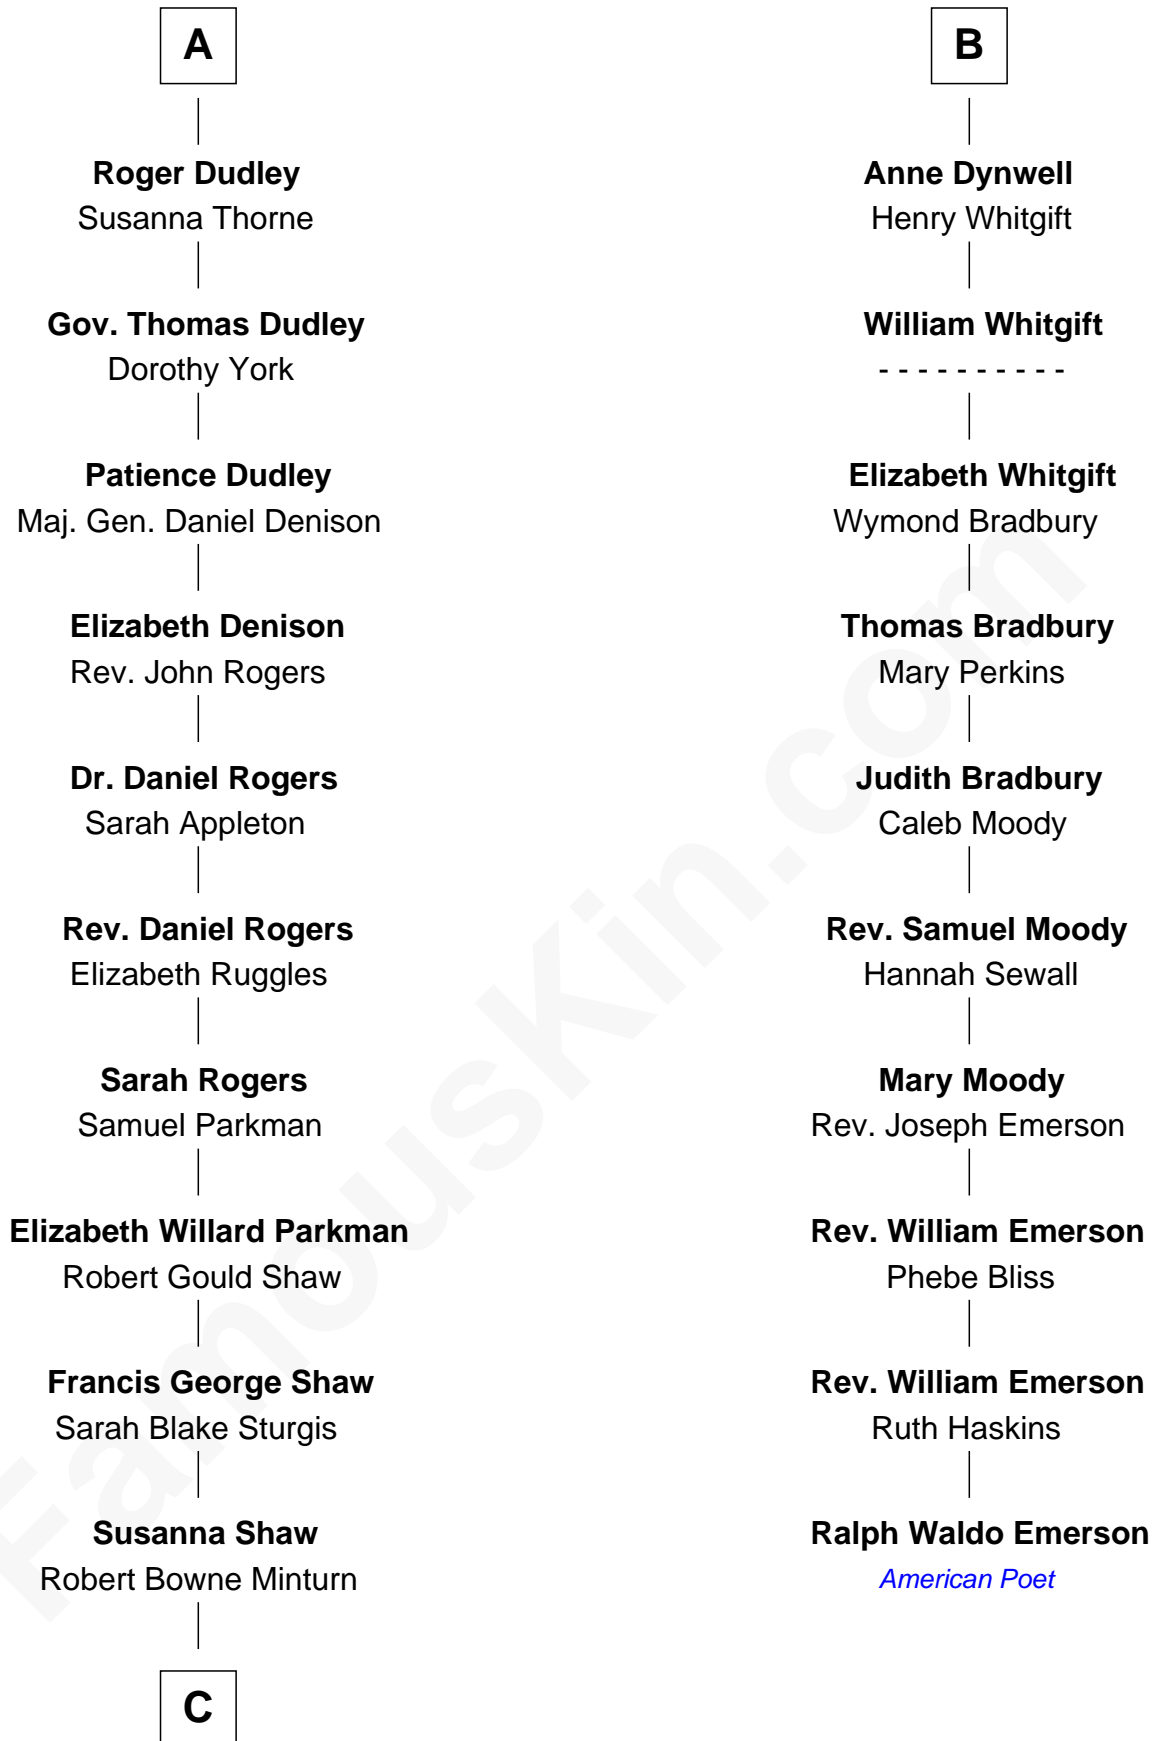 A
Roger Dudley
Susanna Thorne
Gov. Thomas Dudley
Dorothy York
Patience Dudley
Maj. Gen. Daniel Denison
Elizabeth Denison
Rev. John Rogers
Dr. Daniel Rogers
Sarah Appleton
Rev. Daniel Rogers
Elizabeth Ruggles
Sarah Rogers
Samuel Parkman
Elizabeth Willard Parkman
Robert Gould Shaw
Francis George Shaw
Sarah Blake Sturgis
Susanna Shaw
Robert Bowne Minturn
C
B
Anne Dynwell
Henry Whitgift
William Whitgift
- - - - - - - - - -
Elizabeth Whitgift
Wymond Bradbury
Thomas Bradbury
Mary Perkins
Judith Bradbury
Caleb Moody
Rev. Samuel Moody
Hannah Sewall
Mary Moody
Rev. Joseph Emerson
Rev. William Emerson
Phebe Bliss
Rev. William Emerson
Ruth Haskins
Ralph Waldo Emerson
American Poet
FamousKin.com